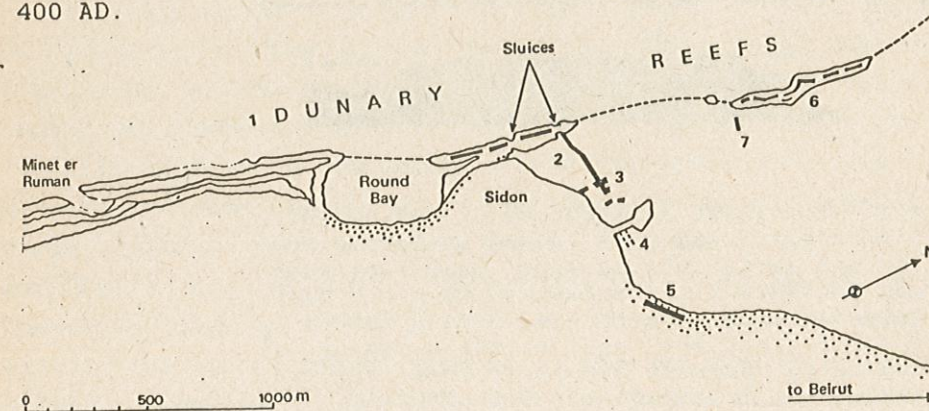 400 AD.
Sluices
REEFS
1 DUNARY
6
7
Minet er
Ruman
2
3
Round
Bay
Sidon
4
5
N
to Beirut
0 500 1000 m